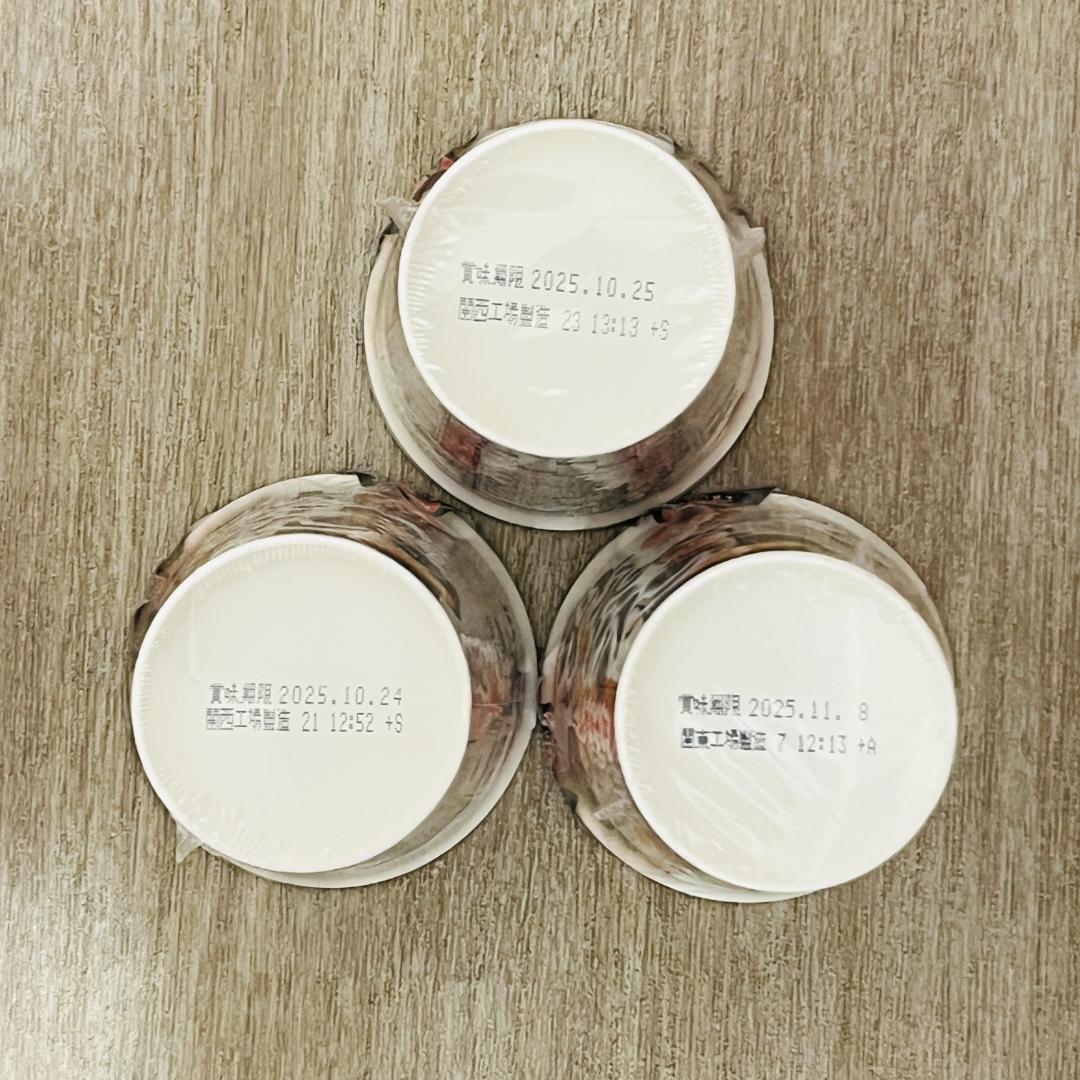 賞味期限 2025.10.25
関西工場製造 23 13:13 +S
賞味期限 2025.10.24
関西工場製造 21 12:52 +S
賞味期限 2025.11. 8
関東工場製造 7 12:13 +A